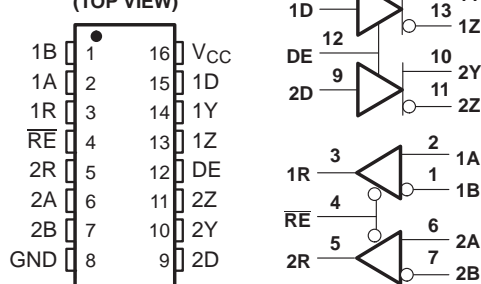 (TOP VIEW)
1B 1 16 VCC
1A 2 15 1D
1R 3 14 1Y
RE 4 13 1Z
2R 5 12 DE
2A 6 11 2Z
2B 7 10 2Y
GND 8 9 2D
1D 13 1Z
DE 12
2D 9 10 2Y
11 2Z
1R 3 2 1A
1 1B
RE 4
2R 5 6 2A
7 2B